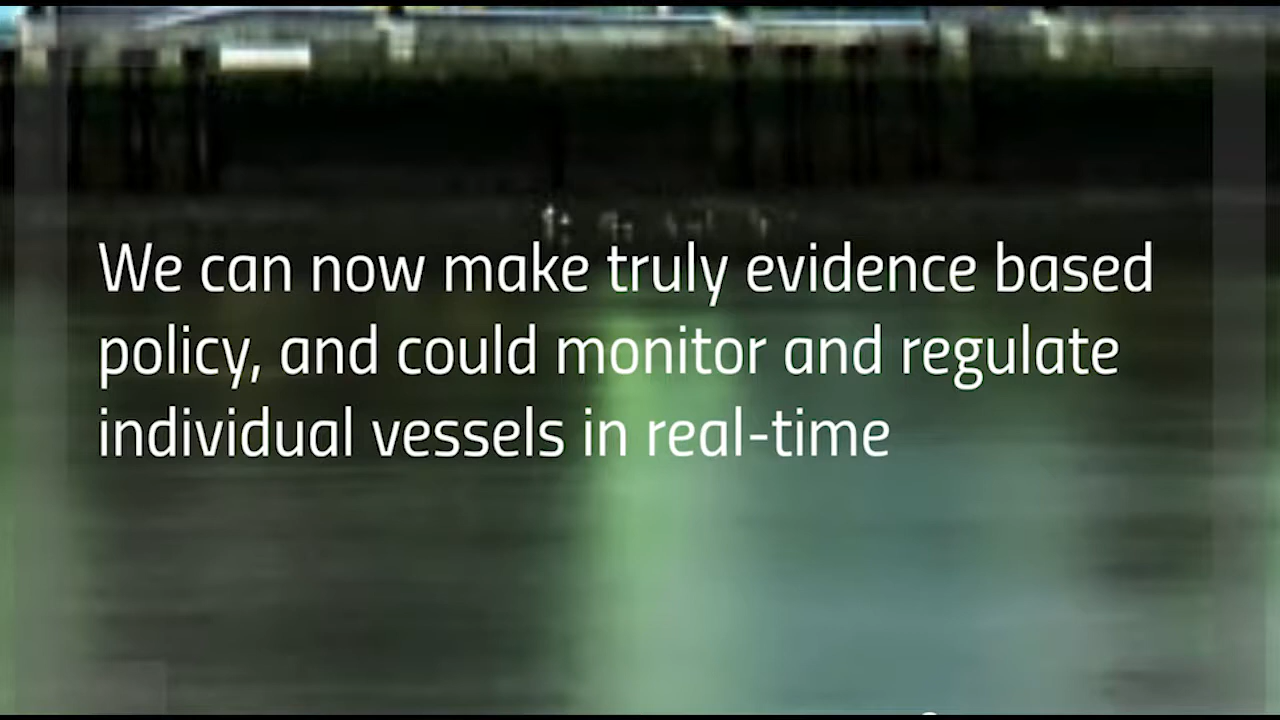 We can now make truly evidence based
policy, and could monitor and regulate
individual vessels in real-time